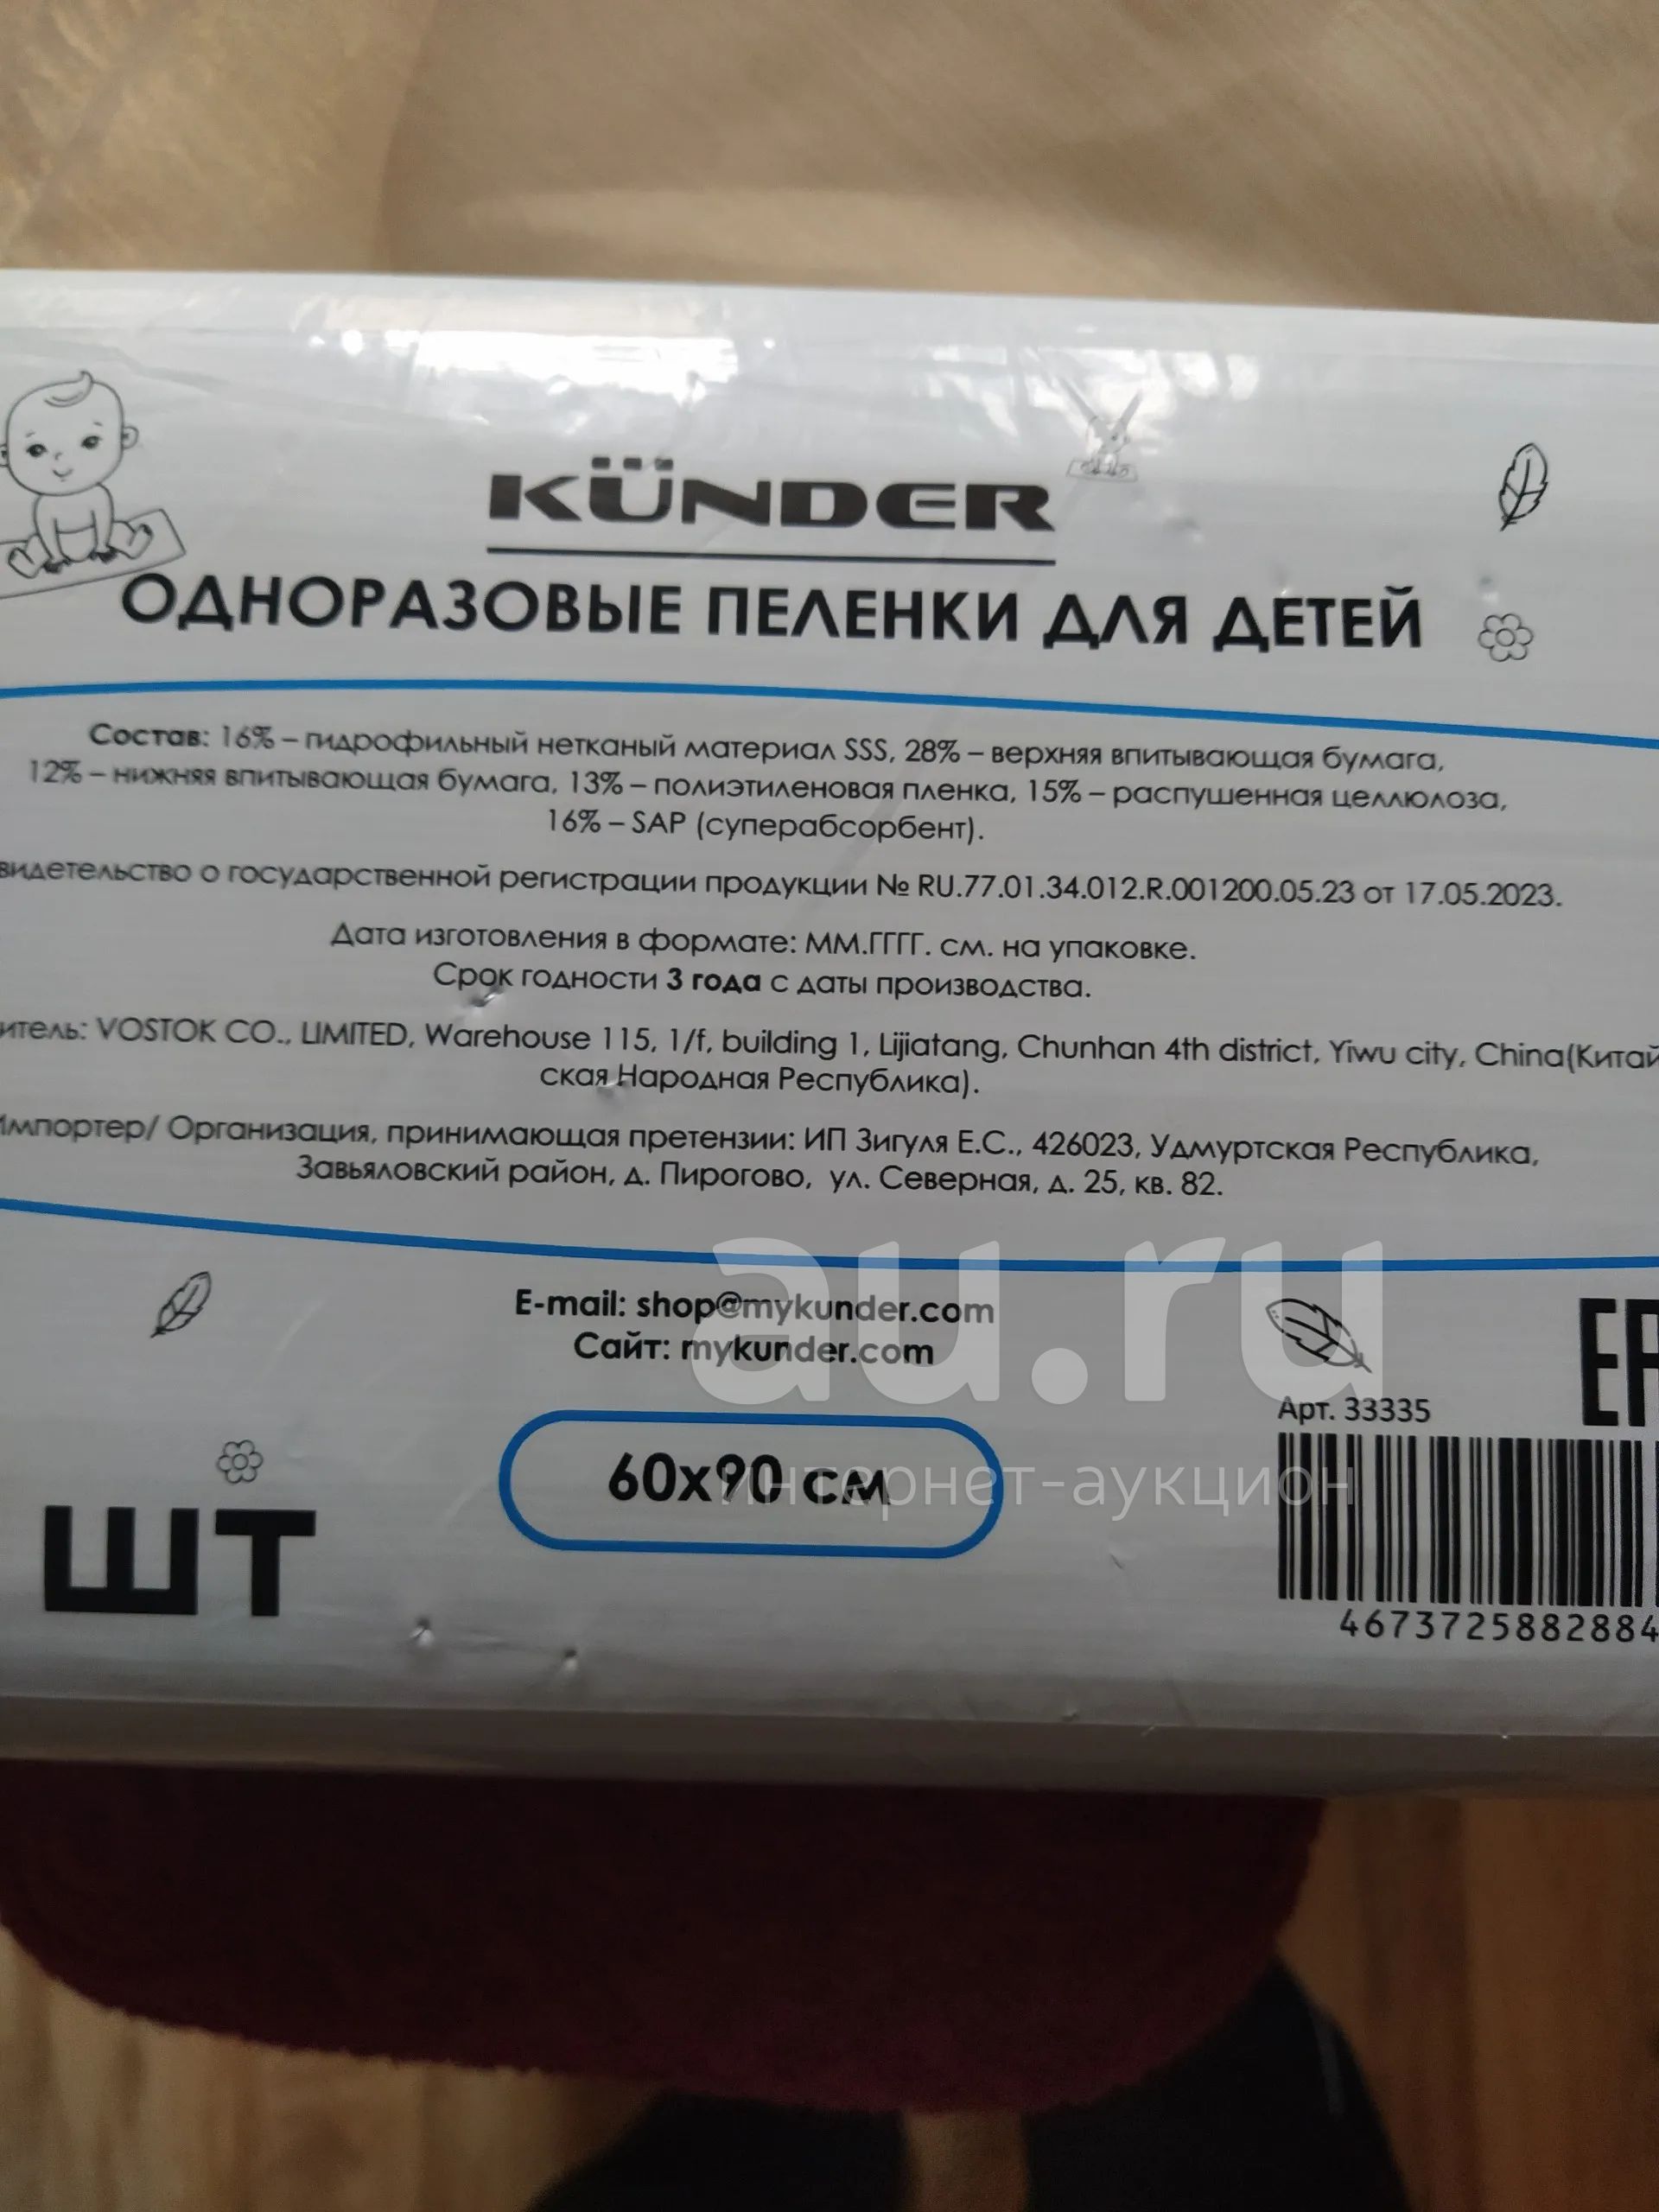 KÜNDER
ОДНОРАЗОВЫЕ ПЕЛЕНКИ ДЛЯ ДЕТЕЙ
Состав: 16% – гидрофильный нетканый материал SSS, 28% – верхняя впитывающая бумага,
12% – нижняя впитывающая бумага, 13% – полиэтиленовая пленка, 15% – распушенная целлюлоза,
16% – SAP (суперабсорбент).
видетельство о государственной регистрации продукции № RU.77.01.34.012.R.001200.05.23 от 17.05.2023.
Дата изготовления в формате: ММ.ГГГГ. см. на упаковке.
Срок годности 3 года с даты производства.
итель: VOSTOK CO., LIMITED, Warehouse 115, 1/f, building 1, Lijiatang, Chunhan 4th district, Yiwu city, China(Китай
ская Народная Республика).
Импортер/ Организация, принимающая претензии: ИП Зигуля Е.С., 426023, Удмуртская Республика,
Завьяловский район, д. Пирогово, ул. Северная, д. 25, кв. 82.
E-mail: shop@mykunder.com
Сайт: mykunder.com
au.ru
интернет-аукцион
60х90 см
ШТ
Арт. 33335
4673725882884